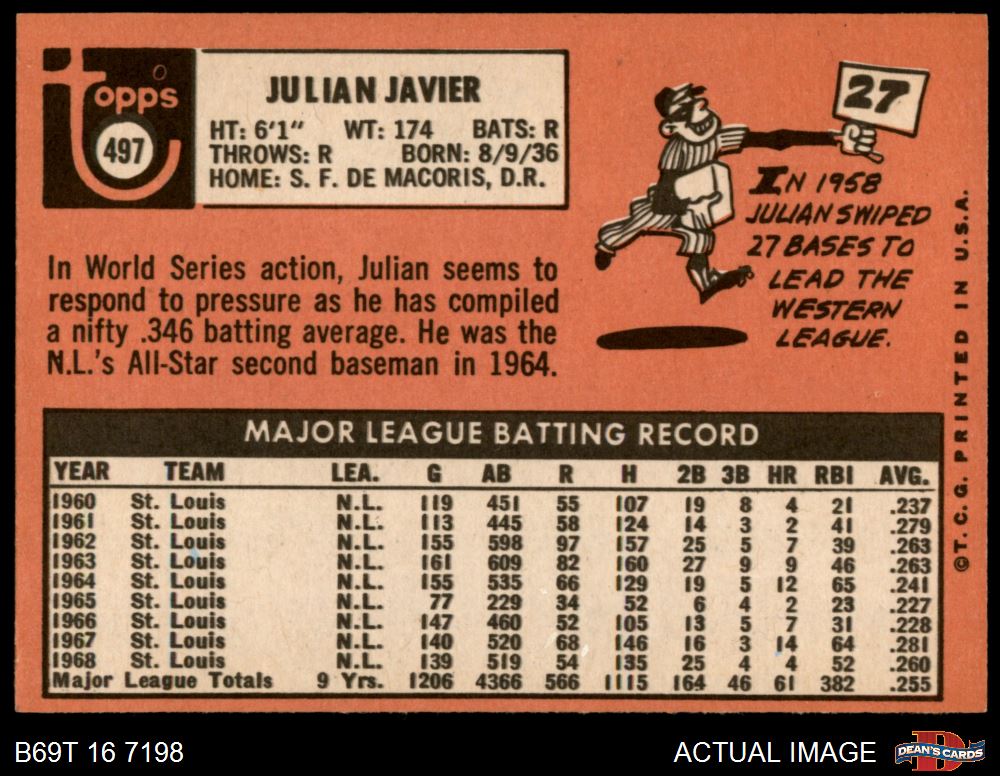 Topps
497
JULIAN JAVIER
HT: 6'1" WT: 174 BATS: R
THROWS: R BORN: 8/9/36
HOME: S. F. DE MACORIS, D.R.
27
IN 1958
JULIAN SWIPED
27 BASES TO
LEAD THE
WESTERN
LEAGUE.
In World Series action, Julian seems to
respond to pressure as he has compiled
a nifty .346 batting average. He was the
N.L.'s All-Star second baseman in 1964.
MAJOR LEAGUE BATTING RECORD
YEAR TEAM LEA. G AB R H 2B 3B HR RBI AVG.
1960 St. Louis N.L. 119 451 55 107 19 8 4 21 .237
1961 St. Louis N.L. 113 445 58 124 14 3 2 41 .279
1962 St. Louis N.L. 155 598 97 157 25 5 7 39 .263
1963 St. Louis N.L. 161 609 82 160 27 9 9 46 .263
1964 St. Louis N.L. 155 535 66 129 19 5 12 65 .241
1965 St. Louis N.L. 77 229 34 52 6 4 2 23 .227
1966 St. Louis N.L. 147 460 52 105 13 5 7 31 .228
1967 St. Louis N.L. 140 520 68 146 16 3 14 64 .281
1968 St. Louis N.L. 139 519 54 135 25 4 4 52 .260
Major League Totals 9 Yrs. 1206 4366 566 1115 164 46 61 382 .255
©T. C. G. PRINTED IN U.S.A.
B69T 16 7198
ACTUAL IMAGE
D
DEAN'S CARDS